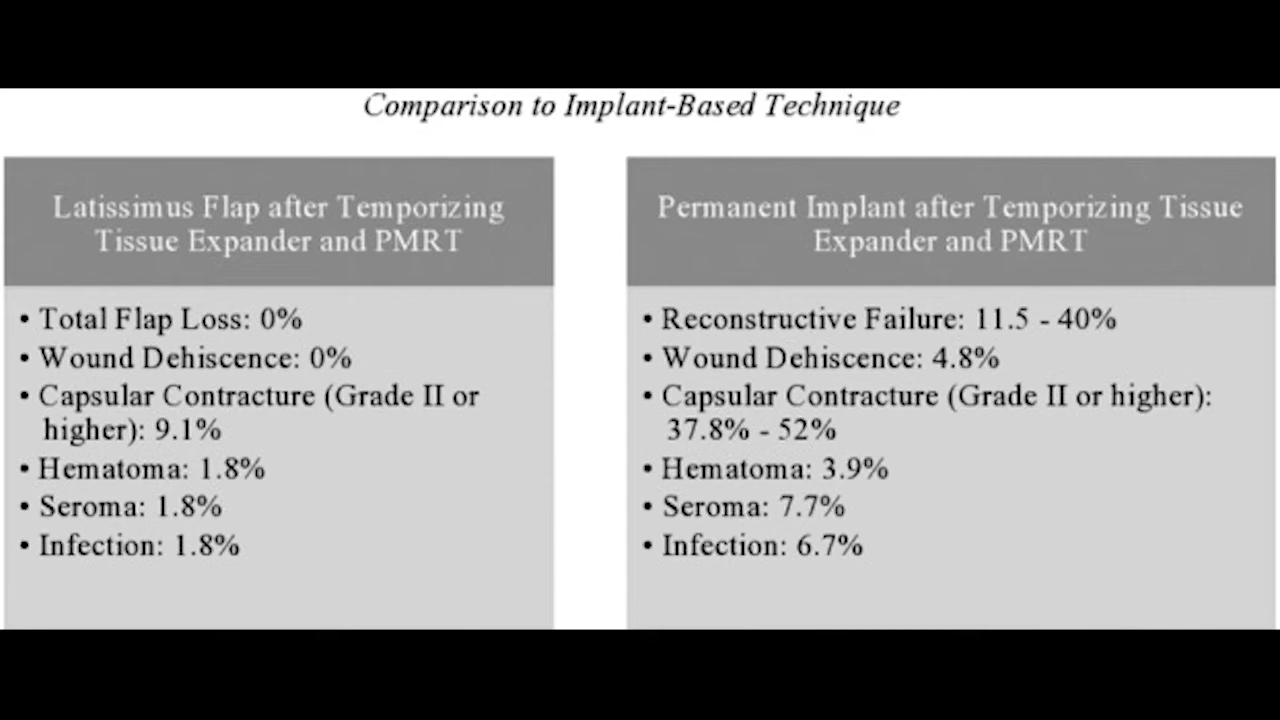 Comparison to Implant-Based Technique
Latissimus Flap after Temporizing
Tissue Expander and PMRT
• Total Flap Loss: 0%
• Wound Dehiscence: 0%
• Capsular Contracture (Grade II or
higher): 9.1%
• Hematoma: 1.8%
• Seroma: 1.8%
• Infection: 1.8%
Permanent Implant after Temporizing Tissue
Expander and PMRT
• Reconstructive Failure: 11.5 - 40%
• Wound Dehiscence: 4.8%
• Capsular Contracture (Grade II or higher):
37.8% - 52%
• Hematoma: 3.9%
• Seroma: 7.7%
• Infection: 6.7%